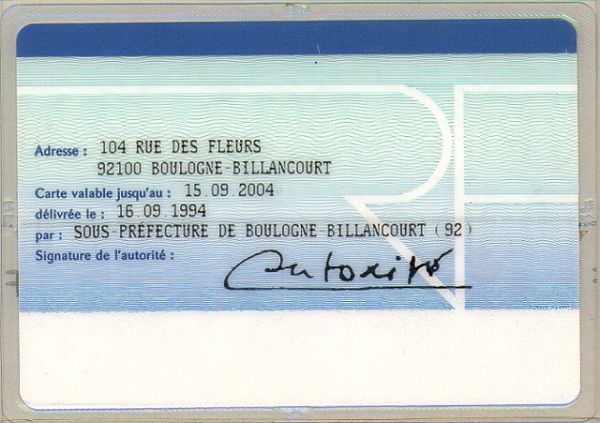 Adresse : 104 RUE DES FLEURS
92100 BOULOGNE-BILLANCOURT
Carte valable jusqu'au : 15.09.2004
délivrée le : 16.09.1994
par : SOUS-PRÉFECTURE DE BOULOGNE-BILLANCOURT (92)
Signature de l'autorité :
Autorité
RF